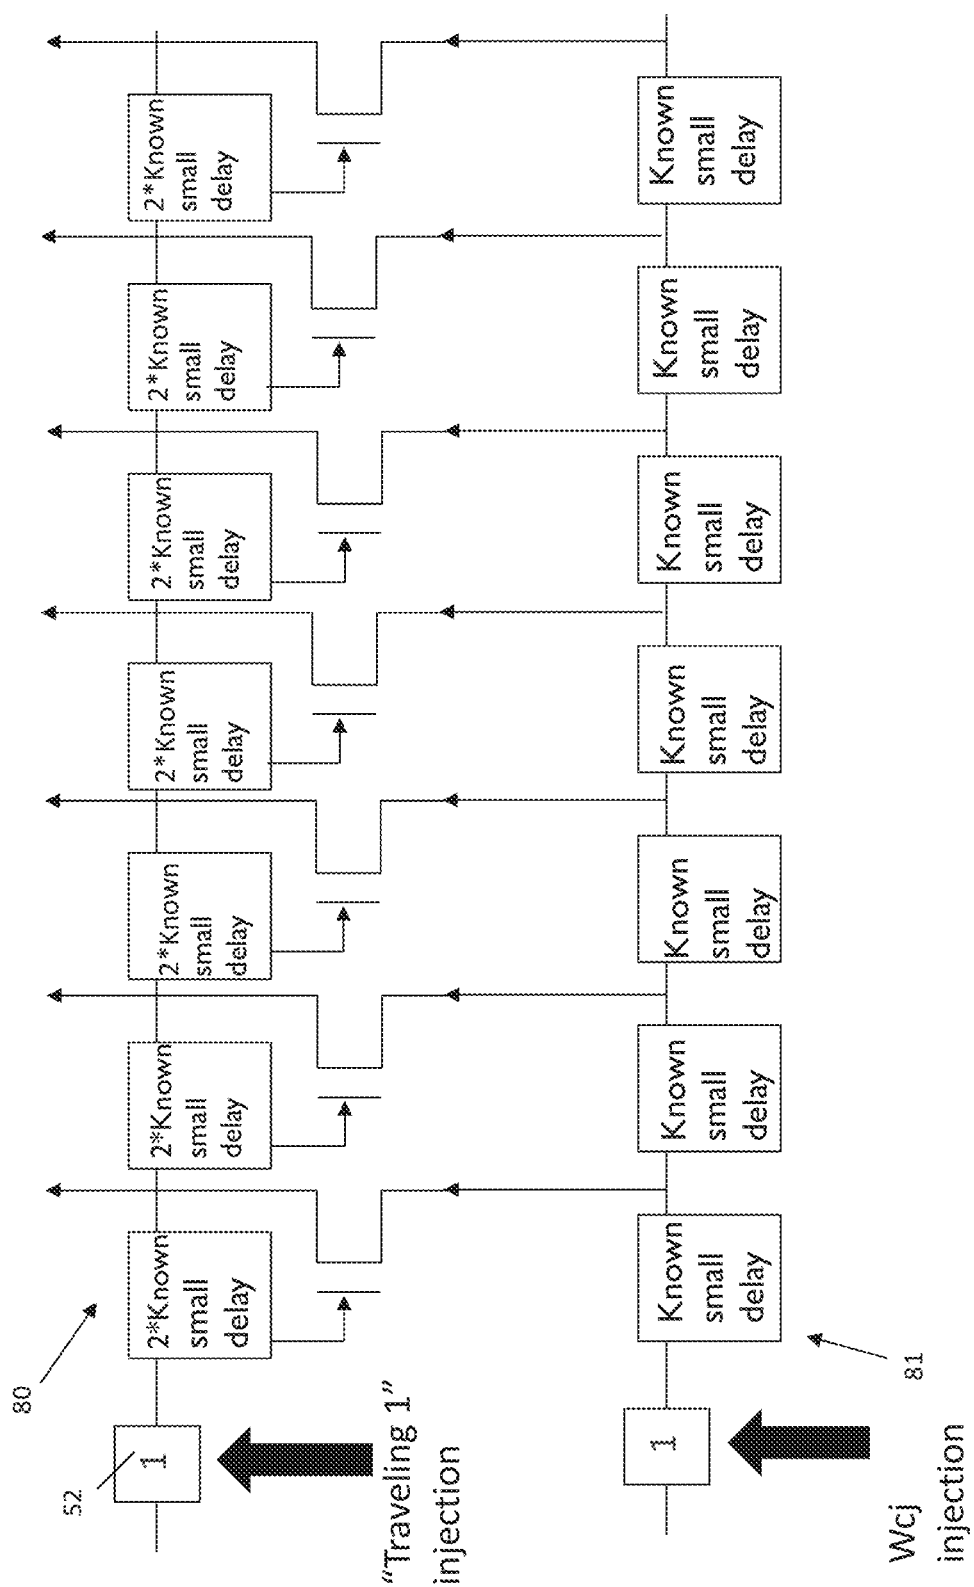 80
52
1
"Traveling 1"
injection
2*Known
small
delay
2*Known
small
delay
2*Known
small
delay
2*Known
small
delay
2*Known
small
delay
2*Known
small
delay
2*Known
small
delay
1
Wcj
injection
81
Known
small
delay
Known
small
delay
Known
small
delay
Known
small
delay
Known
small
delay
Known
small
delay
Known
small
delay